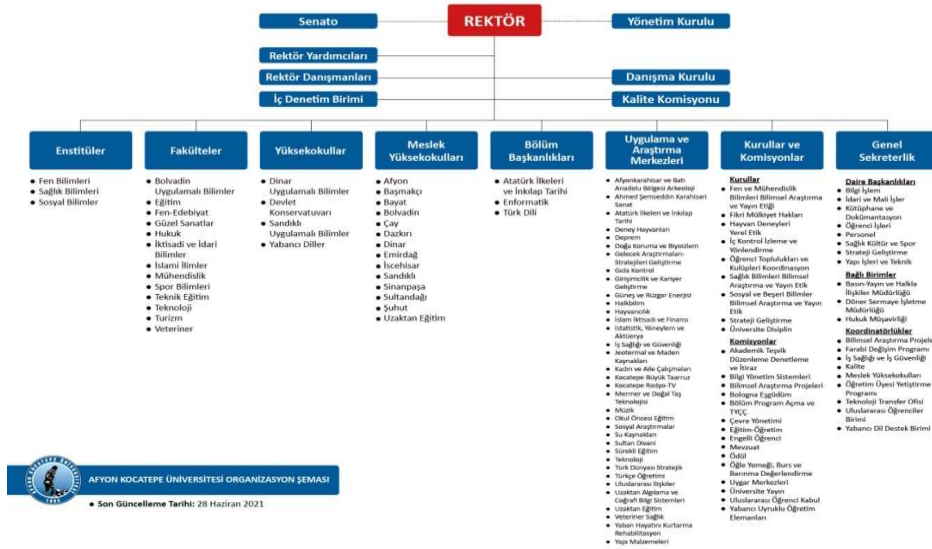 Senato
REKTÖR
Yönetim Kurulu
Rektör Yardımcıları
Rektör Danışmanları
Danışma Kurulu
İç Denetim Birimi
Kalite Komisyonu
Enstitüler
• Fen Bilimleri
• Sağlık Bilimleri
• Sosyal Bilimler
Fakülteler
• Bolvadin
Uygulamalı Bilimler
• Eğitim
• Fen-Edebiyat
• Güzel Sanatlar
• Hukuk
• İktisadi ve İdari
Bilimler
• İslami İlimler
• Mühendislik
• Spor Bilimleri
• Teknik Eğitim
• Teknoloji
• Turizm
• Veteriner
Yüksekokullar
• Dinar
Uygulamalı Bilimler
• Devlet
Konservatuvarı
• Sandıklı
Uygulamalı Bilimler
• Yabancı Diller
Meslek
Yüksekokulları
• Afyon
• Başmakçı
• Bayat
• Bolvadin
• Çay
• Dazkırı
• Dinar
• Emirdağ
• İscehisar
• Sandıklı
• Sinanpaşa
• Sultandağı
• Şuhut
• Uzaktan Eğitim
Bölüm
Başkanlıkları
• Atatürk İlkeleri
ve İnkılap Tarihi
• Enformatik
• Türk Dili
Uygulama ve
Araştırma
Merkezleri
• Afyonkarahisar ve Batı
Anadolu Bölgesi Arkeoloji
• Ahmed Şemseddin Karahisari
Sanat
• Atatürk İlkeleri ve İnkılap
Tarihi
• Deney Hayvanları
• Deprem
• Doğa Koruma ve Biyoizlem
• Gelecek Araştırmaları-
Stratejileri Geliştirme
• Gıda Kontrol
• Girişimcilik ve Kariyer
Geliştirme
• Güneş ve Rüzgar Enerjisi
• Halkbilim
• Hayvancılık
• İslam İktisadı ve Finansı
• İstatistik, Yöneylem ve
Aktüerya
• İş Sağlığı ve Güvenliği
• Jeotermal ve Maden
Kaynakları
• Kadın ve Aile Çalışmaları
• Kocatepe Büyük Taarruz
• Kocatepe Radyo-TV
• Mermer ve Doğal Taş
Teknolojisi
• Müzik
• Okul Öncesi Eğitim
• Sosyal Araştırmalar
• Su Kaynakları
• Sultan Divani
• Sürekli Eğitim
• Teknoloji
• Türk Dünyası Stratejik
• Türkçe Öğretimi
• Uluslararası İlişkiler
• Uzaktan Algılama ve
Coğrafi Bilgi Sistemleri
• Uzaktan Eğitim
• Veteriner Sağlık
• Yaban Hayatını Kurtarma
Rehabilitasyon
• Yapı Malzemeleri
Kurullar ve
Komisyonlar
Kurullar
• Fen ve Mühendislik
Bilimleri Bilimsel Araştırma
ve Yayın Etiği
• Fikri Mülkiyet Hakları
• Hayvan Deneyleri
Yerel Etik
• İç Kontrol İzleme ve
Yönlendirme
• Öğrenci Toplulukları ve
Kulüpleri Koordinasyon
• Sağlık Bilimleri Bilimsel
Araştırma ve Yayın Etik
• Sosyal ve Beşeri Bilimler
Bilimsel Araştırma ve Yayın
Etik
• Strateji Geliştirme
• Üniversite Disiplin
Komisyonlar
• Akademik Teşvik
Düzenleme Denetleme
ve İtiraz
• Bilgi Yönetim Sistemleri
• Bilimsel Araştırma Projeleri
• Bologna Eşgüdüm
• Bölüm Program Açma ve
TYÇÇ
• Çevre Yönetimi
• Eğitim-Öğretim
• Engelli Öğrenci
• Mevzuat
• Ödül
• Öğle Yemeği, Burs ve
Barınma Değerlendirme
• Uygar Merkezleri
• Üniversite Yayın
• Uluslararası Öğrenci Kabul
• Yabancı Uyruklu Öğretim
Elemanları
Genel
Sekreterlik
Daire Başkanlıkları
• Bilgi İşlem
• İdari ve Mali İşler
• Kütüphane ve
Dokümantasyon
• Öğrenci İşleri
• Personel
• Sağlık Kültür ve Spor
• Strateji Geliştirme
• Yapı İşleri ve Teknik
Bağlı Birimler
• Basın-Yayın ve Halkla
İlişkiler Müdürlüğü
• Döner Sermaye İşletme
Müdürlüğü
• Hukuk Müşavirliği
Koordinatörlükler
• Bilimsel Araştırma Projele
• Farabi Değişim Programı
• İş Sağlığı ve İş Güvenliği
• Kalite
• Meslek Yüksekokulları
• Öğretim Üyesi Yetiştirme
Programı
• Teknoloji Transfer Ofisi
• Uluslararası Öğrenciler
Birimi
• Yabancı Dil Destek Birimi
AFYON KOCATEPE ÜNİVERSİTESİ ORGANİZASYON ŞEMASI
• Son Güncelleme Tarihi: 28 Haziran 2021